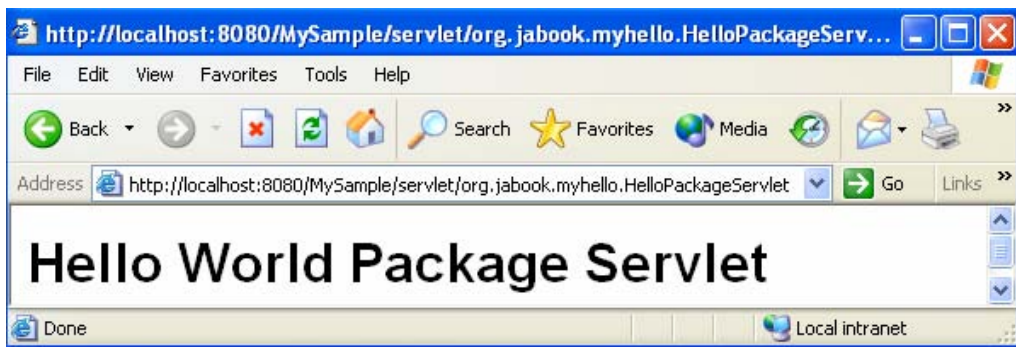 http://localhost:8080/MySample/servlet/org.jabook.myhello.HelloPackageServ...
File Edit View Favorites Tools Help
Back Search Favorites Media »
Address http://localhost:8080/MySample/servlet/org.jabook.myhello.HelloPackageServlet Go Links »
Hello World Package Servlet
Done Local intranet